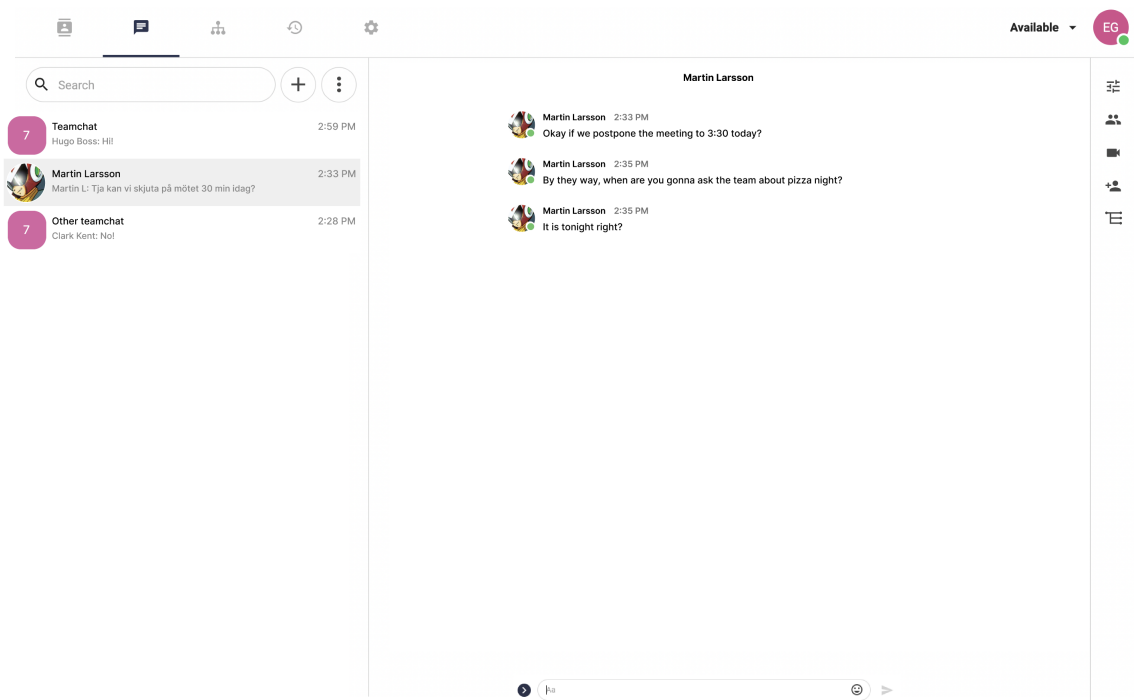 Available
EG
Search
Teamchat
2:59 PM
7
Hugo Boss: Hi!
Martin Larsson
2:33 PM
Martin L: Tja kan vi skjuta på mötet 30 min idag?
Other teamchat
2:28 PM
7
Clark Kent: No!
Martin Larsson
Martin Larsson 2:33 PM
Okay if we postpone the meeting to 3:30 today?
Martin Larsson 2:35 PM
By they way, when are you gonna ask the team about pizza night?
Martin Larsson 2:35 PM
It is tonight right?
Aa